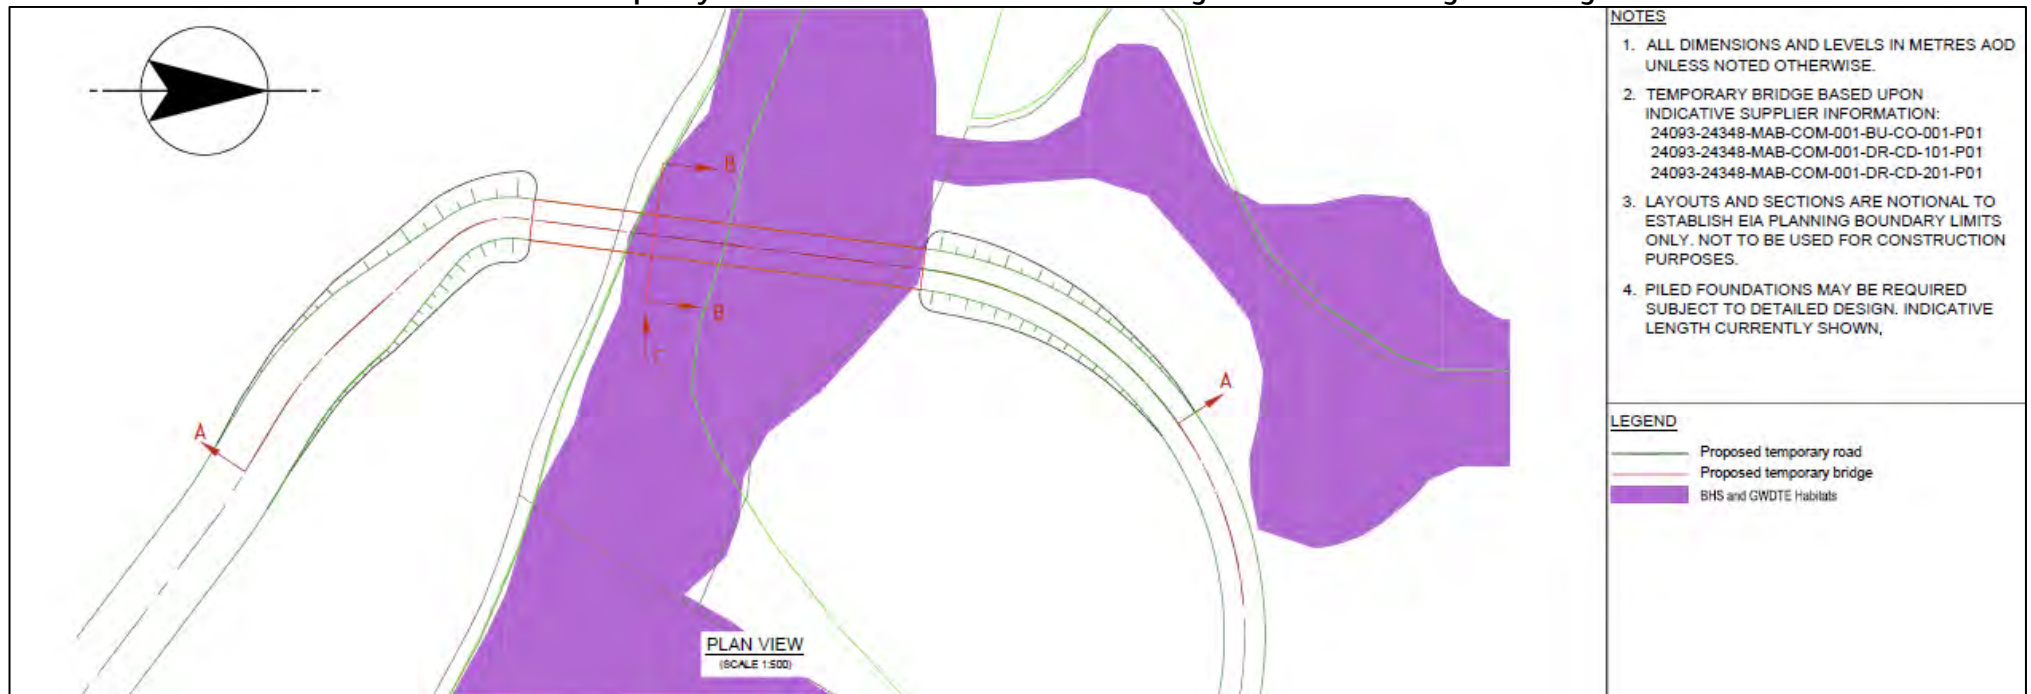 B
B
A
A
PLAN VIEW
(SCALE 1:500)
NOTES
1. ALL DIMENSIONS AND LEVELS IN METRES AOD
UNLESS NOTED OTHERWISE.
2. TEMPORARY BRIDGE BASED UPON
INDICATIVE SUPPLIER INFORMATION:
24093-24348-MAB-COM-001-BU-CO-001-P01
24093-24348-MAB-COM-001-DR-CD-101-P01
24093-24348-MAB-COM-001-DR-CD-201-P01
3. LAYOUTS AND SECTIONS ARE NOTIONAL TO
ESTABLISH EIA PLANNING BOUNDARY LIMITS
ONLY. NOT TO BE USED FOR CONSTRUCTION
PURPOSES.
4. PILED FOUNDATIONS MAY BE REQUIRED
SUBJECT TO DETAILED DESIGN. INDICATIVE
LENGTH CURRENTLY SHOWN,
LEGEND
Proposed temporary road
Proposed temporary bridge
BHS and GWDTE Habitats